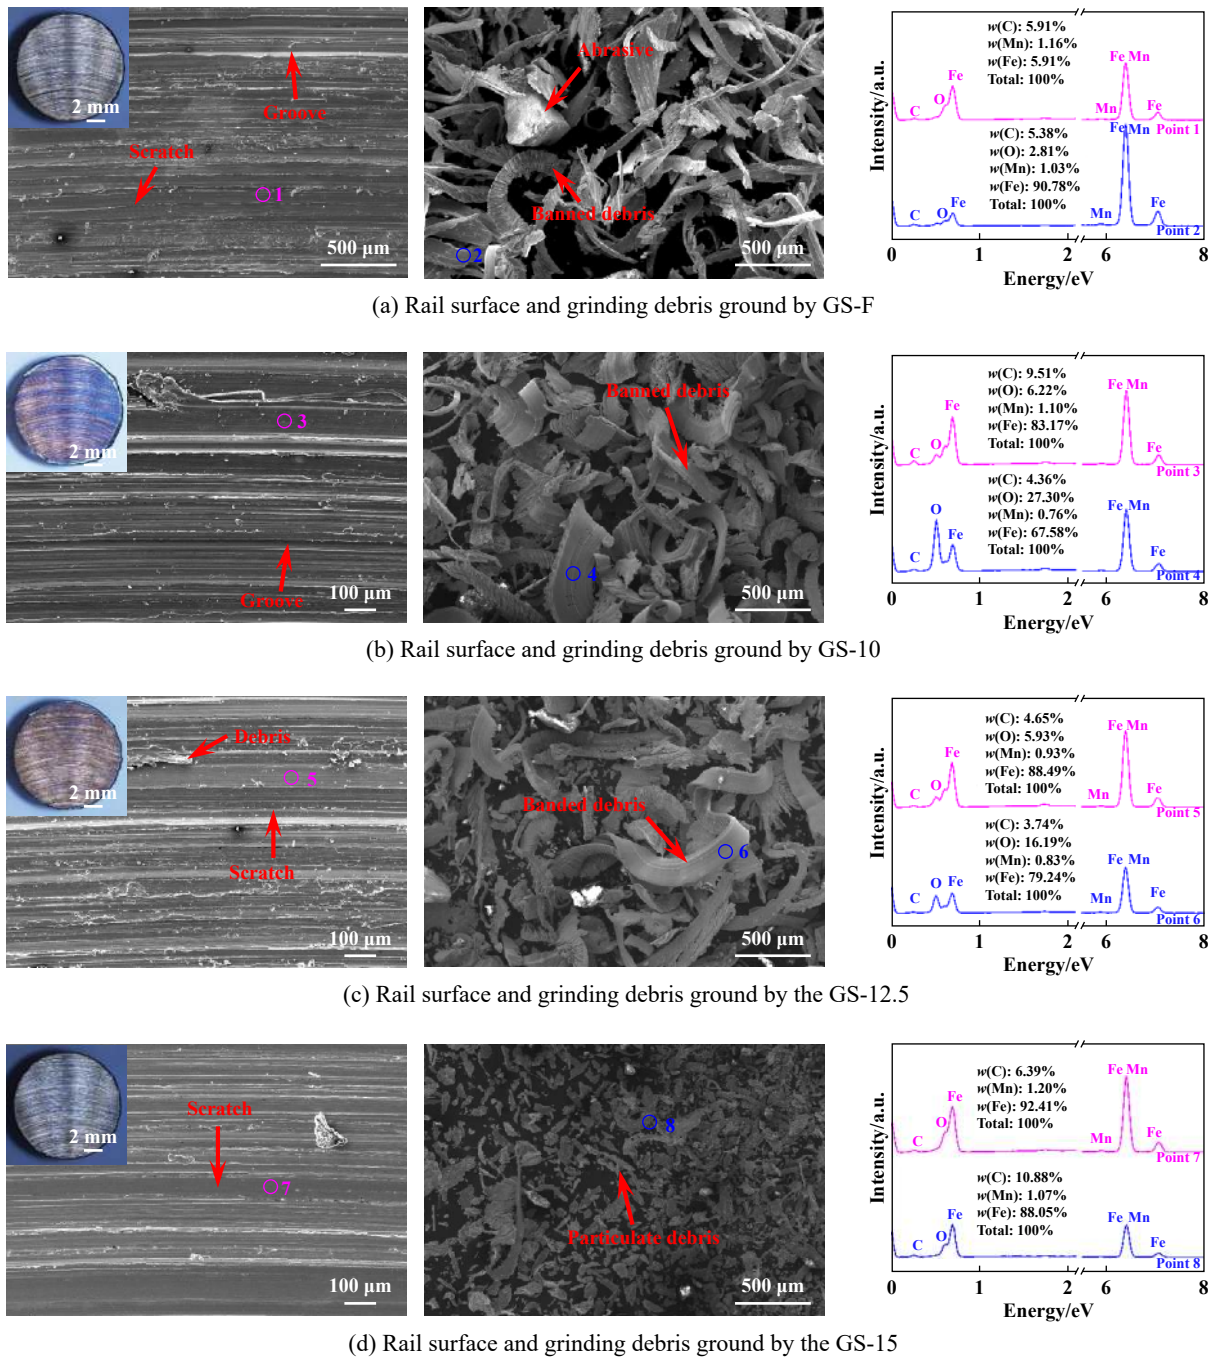 2 mm
Groove
Scratch
1
500 μm
Abrasive
Banned debris
2
500 μm
Intensity/a.u.
w(C): 5.91%
w(Mn): 1.16%
w(Fe): 5.91%
Total: 100%
C
O
Fe
Mn
Fe Mn
Fe
Point 1
w(C): 5.38%
w(O): 2.81%
w(Mn): 1.03%
w(Fe): 90.78%
Total: 100%
C
O
Fe
Mn
Fe Mn
Fe
Point 2
0 1 2 6 8
Energy/eV
(a) Rail surface and grinding debris ground by GS-F
2 mm
3
Groove
100 μm
Banned debris
4
500 μm
Intensity/a.u.
w(C): 9.51%
w(O): 6.22%
w(Mn): 1.10%
w(Fe): 83.17%
Total: 100%
C
O
Fe
Fe Mn
Fe
Point 3
w(C): 4.36%
w(O): 27.30%
w(Mn): 0.76%
w(Fe): 67.58%
Total: 100%
C
O
Fe
Fe Mn
Fe
Point 4
0 1 2 6 8
Energy/eV
(b) Rail surface and grinding debris ground by GS-10
2 mm
Debris
5
Scratch
100 μm
Banded debris
6
500 μm
Intensity/a.u.
w(C): 4.65%
w(O): 5.93%
w(Mn): 0.93%
w(Fe): 88.49%
Total: 100%
C
O
Fe
Mn
Fe Mn
Fe
Point 5
w(C): 3.74%
w(O): 16.19%
w(Mn): 0.83%
w(Fe): 79.24%
Total: 100%
C
O
Fe
Mn
Fe Mn
Fe
Point 6
0 1 2 6 8
Energy/eV
(c) Rail surface and grinding debris ground by the GS-12.5
2 mm
Scratch
7
100 μm
8
Particulate debris
500 μm
Intensity/a.u.
w(C): 6.39%
w(Mn): 1.20%
w(Fe): 92.41%
Total: 100%
C
O
Fe
Mn
Fe Mn
Fe
Point 7
w(C): 10.88%
w(Mn): 1.07%
w(Fe): 88.05%
Total: 100%
C
O
Fe
Fe Mn
Fe
Point 8
0 1 2 6 8
Energy/eV
(d) Rail surface and grinding debris ground by the GS-15